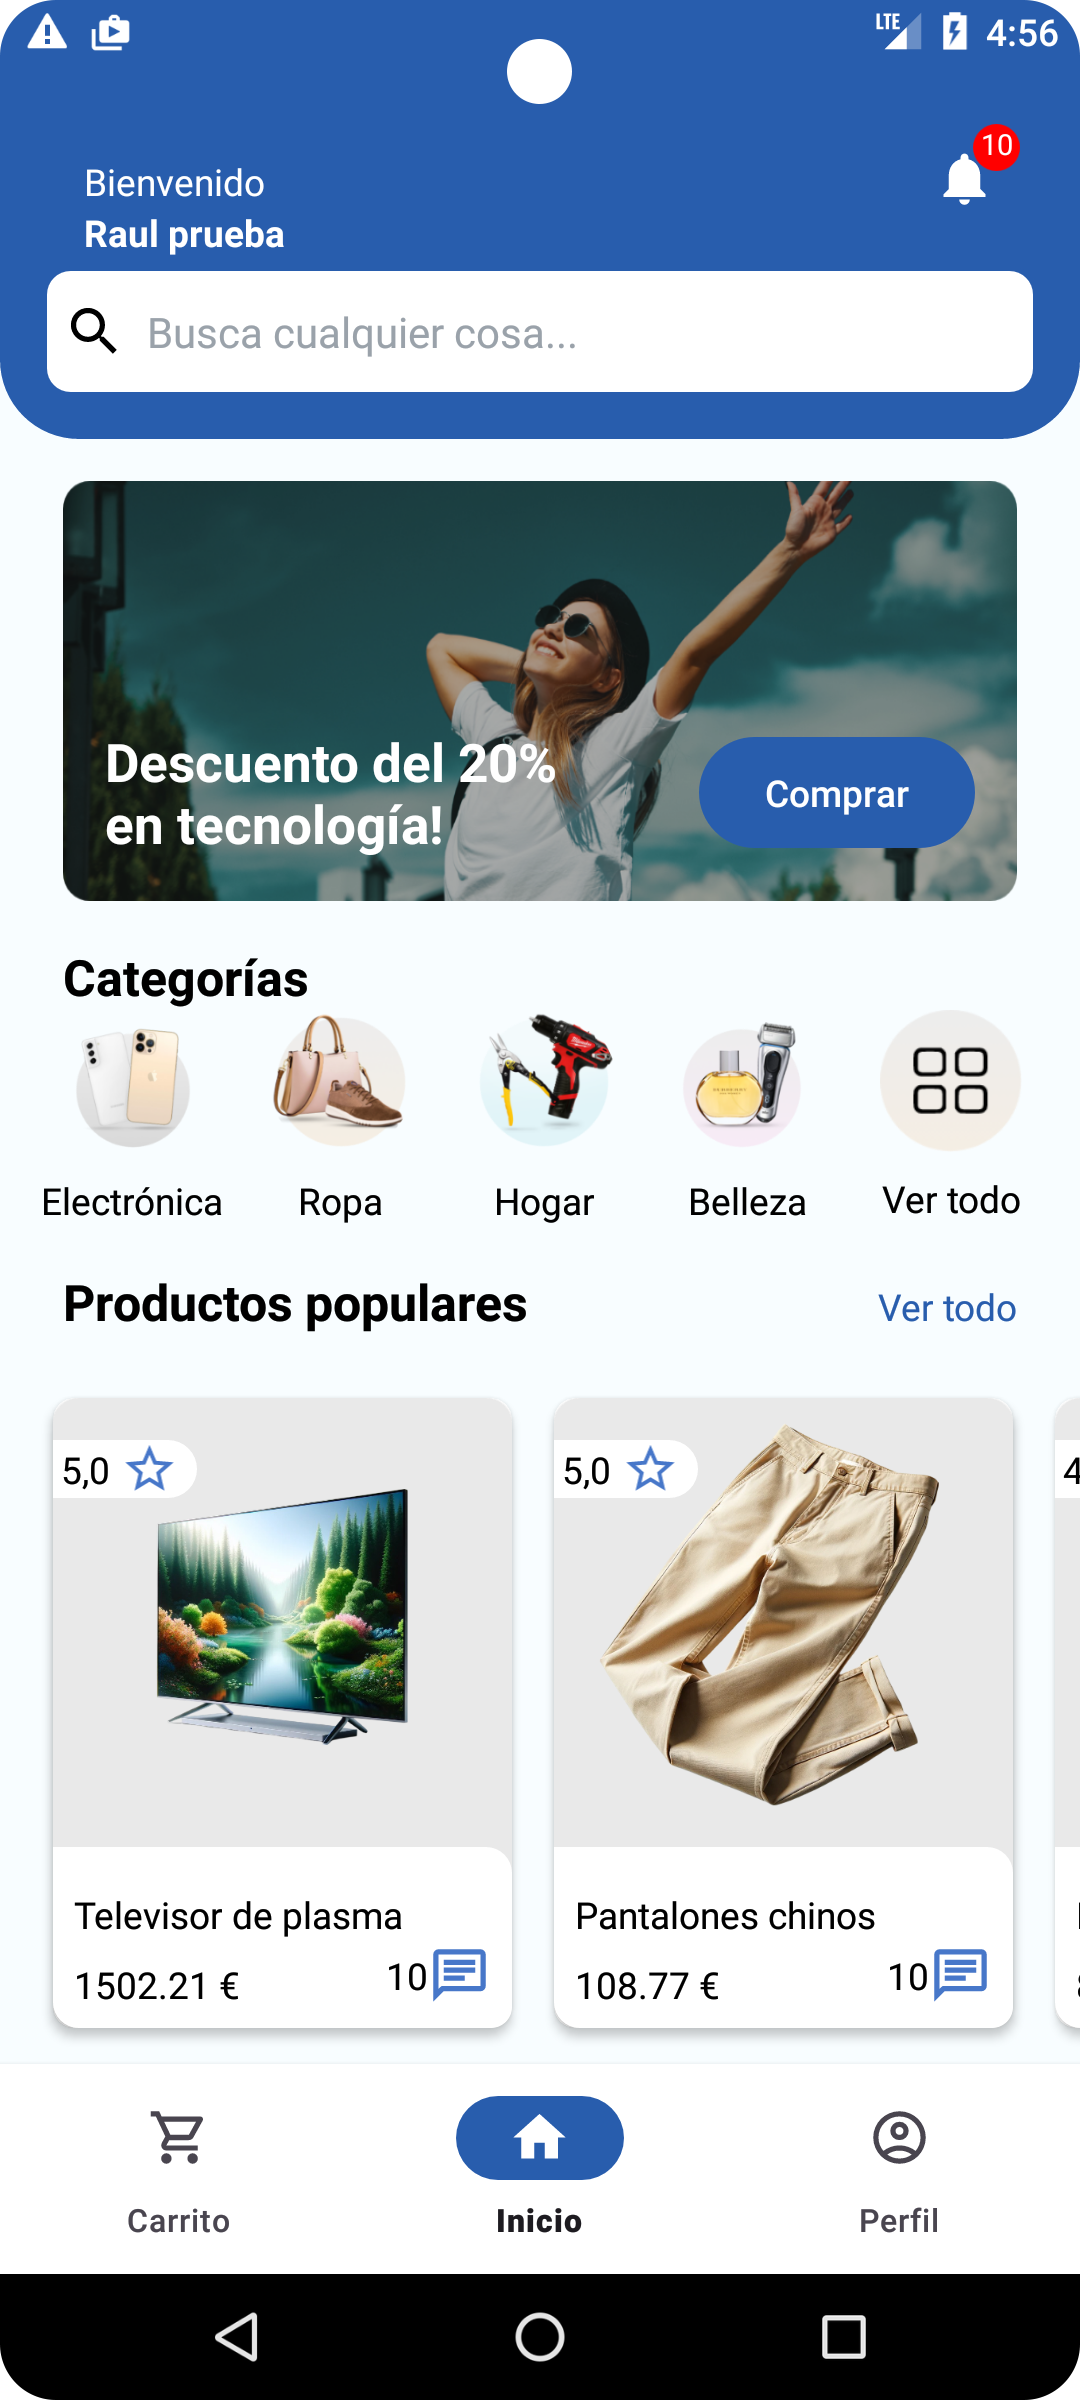 LTE 4:56
10
Bienvenido
Raul prueba
Busca cualquier cosa...
Descuento del 20%
en tecnología!
Comprar
Categorías
Electrónica Ropa Hogar Belleza Ver todo
Productos populares Ver todo
5,0 5,0 4
Televisor de plasma Pantalones chinos
1502.21 € 10 108.77 € 10
Carrito Inicio Perfil